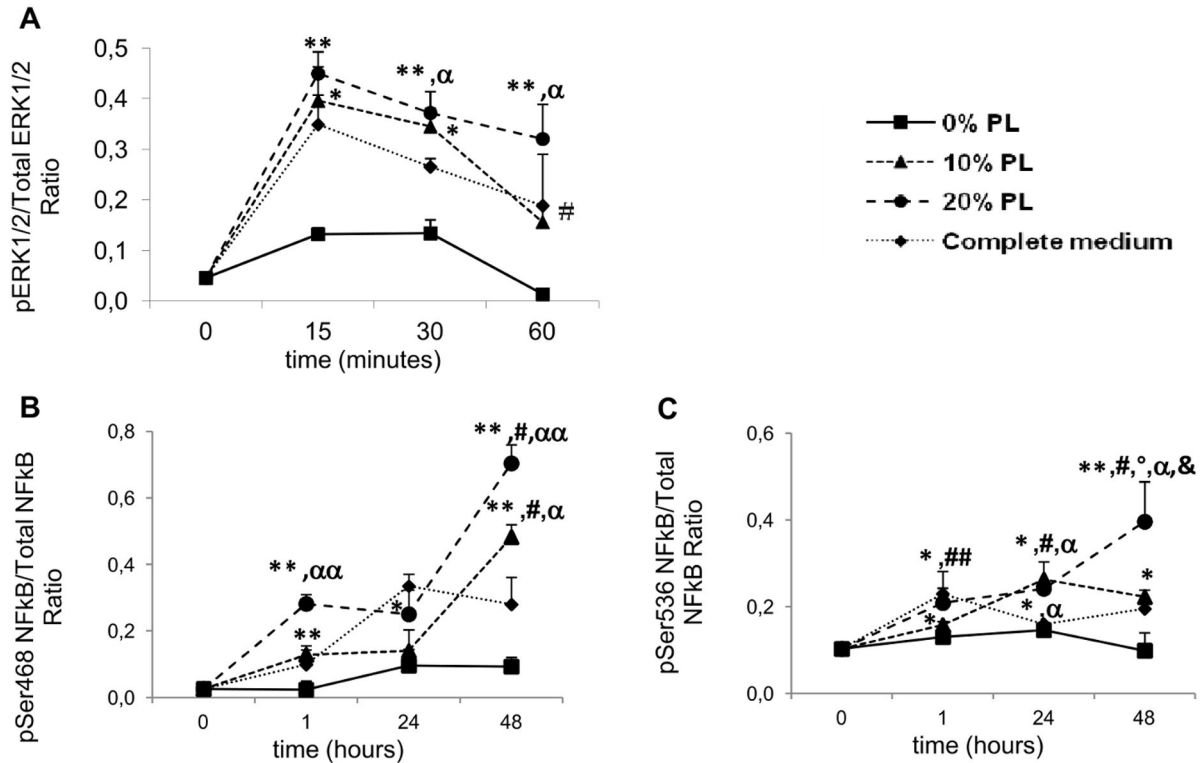 A
pERK1/2/Total ERK1/2
Ratio
0,5
0,4
0,3
0,2
0,1
0,0
**
*
**,α
*
**,α
#
0
15
30
60
time (minutes)
0% PL
10% PL
20% PL
Complete medium
B
pSer468 NFkB/Total NFkB
Ratio
0,8
0,6
0,4
0,2
0,0
**,αα
**
*
**,#,αα
**,#,α
0
1
24
48
time (hours)
C
pSer536 NFkB/Total
NFkB Ratio
0,6
0,4
0,2
0,0
*,##
*
*,#,α
*,α
**,#,°,α,&
*
0
1
24
48
time (hours)